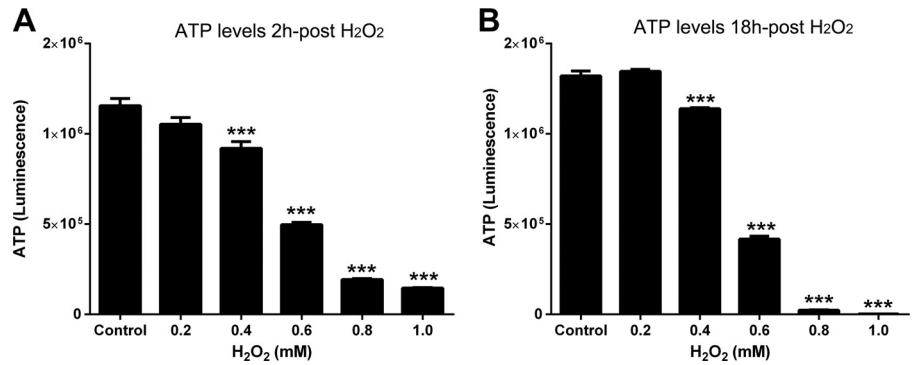 A
ATP levels 2h-post H₂O₂
ATP (Luminescence)
2×10⁶
1×10⁶
5×10⁵
0
***
***
***
***
Control 0.2 0.4 0.6 0.8 1.0
H₂O₂ (mM)
B
ATP levels 18h-post H₂O₂
ATP (Luminescence)
2×10⁶
1×10⁶
5×10⁵
0
***
***
***
***
Control 0.2 0.4 0.6 0.8 1.0
H₂O₂ (mM)